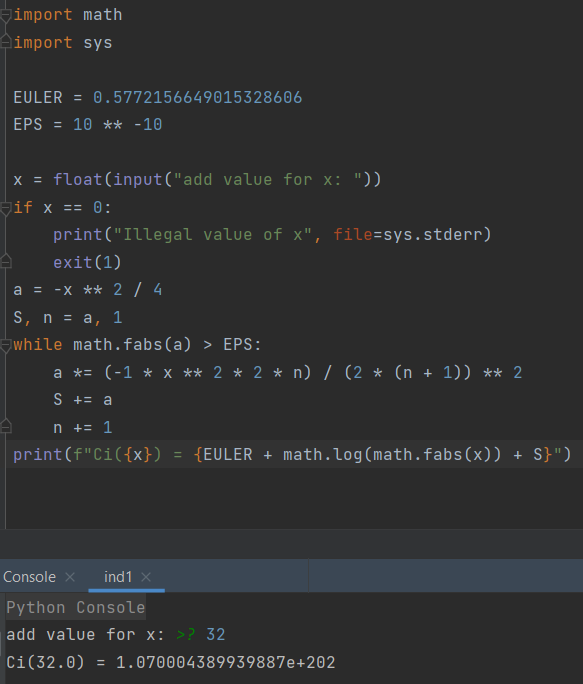 import math
import sys
EULER = 0.5772156649015328606
EPS = 10 ** -10
x = float(input("add value for x: "))
if x == 0:
    print("Illegal value of x", file=sys.stderr)
    exit(1)
a = -x ** 2 / 4
S, n = a, 1
while math.fabs(a) > EPS:
    a *= (-1 * x ** 2 * 2 * n) / (2 * (n + 1)) ** 2
    S += a
    n += 1
print(f"Ci({x}) = {EULER + math.log(math.fabs(x)) + S}")
Console × ind1 ×
Python Console
add value for x: >? 32
Ci(32.0) = 1.070004389939887e+202